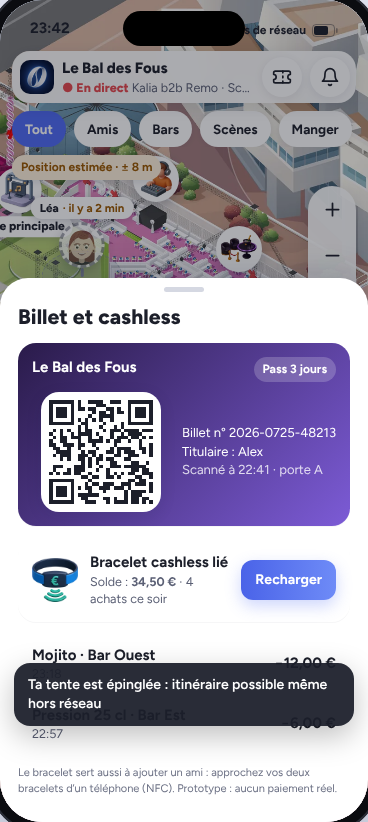 23:42
s de réseau
Le Bal des Fous
En direct Kalia b2b Remo · Sc...
Tout
Amis
Bars
Scènes
Manger
Position estimée · ± 8 m
Léa · il y a 2 min
e principale
+
−
Billet et cashless
Le Bal des Fous
Pass 3 jours
Billet n° 2026-0725-48213
Titulaire : Alex
Scanné à 22:41 · porte A
Bracelet cashless lié
Solde : 34,50 € · 4
achats ce soir
Recharger
Mojito · Bar Ouest
−12,00 €
Ta tente est épinglée : itinéraire possible même
hors réseau
Pression 25 cl · Bar Est
−6,00 €
22:57
Le bracelet sert aussi à ajouter un ami : approchez vos deux
bracelets d'un téléphone (NFC). Prototype : aucun paiement réel.